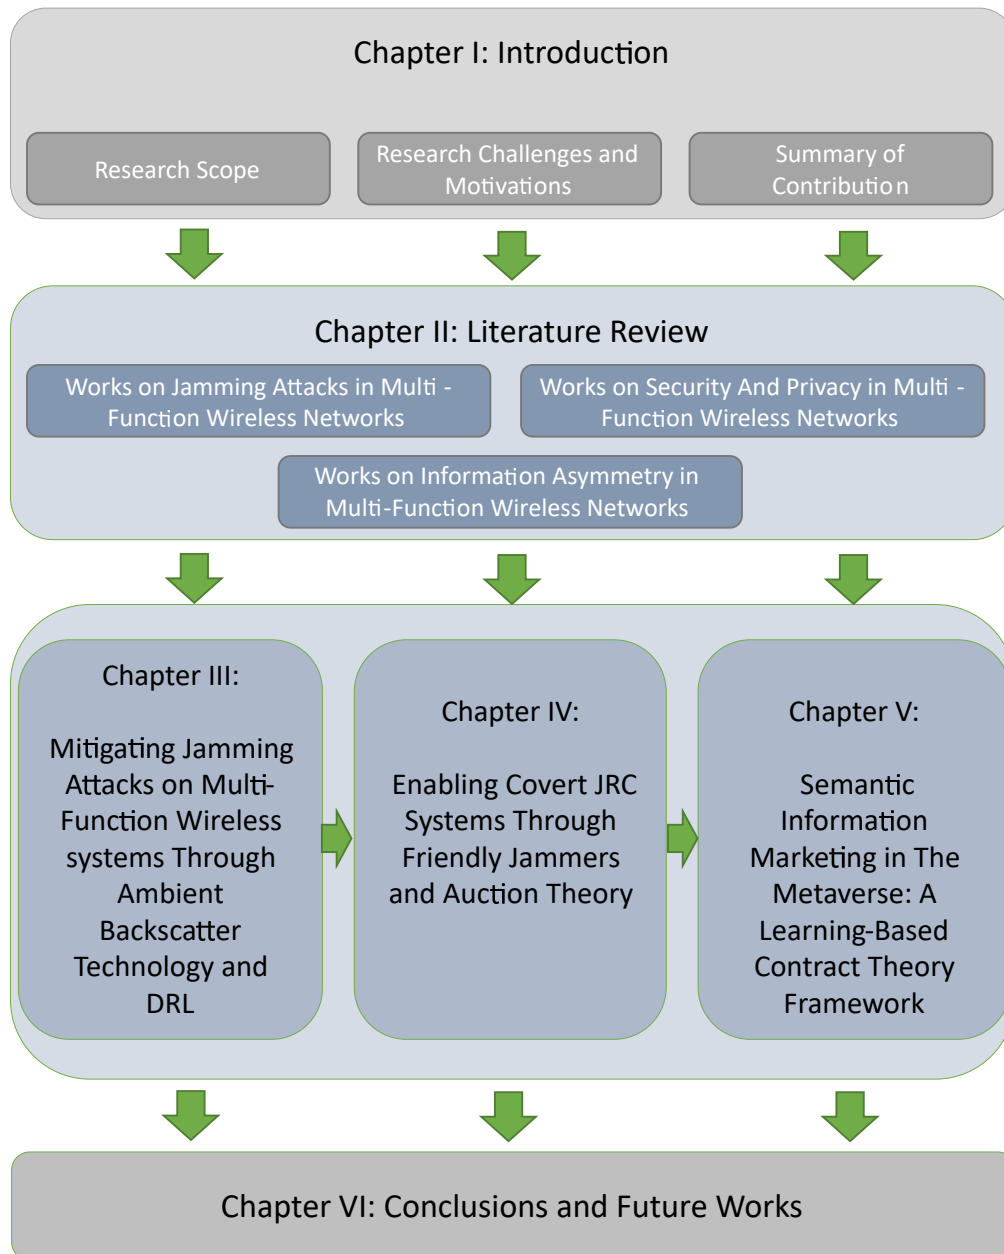 Chapter I: Introduction
Research Scope
Research Challenges and
Motivations
Summary of
Contribution
Chapter II: Literature Review
Works on Jamming Attacks in Multi -
Function Wireless Networks
Works on Security And Privacy in Multi -
Function Wireless Networks
Works on Information Asymmetry in
Multi-Function Wireless Networks
Chapter III:
Mitigating Jamming
Attacks on Multi-
Function Wireless
systems Through
Ambient
Backscatter
Technology and
DRL
Chapter IV:
Enabling Covert JRC
Systems Through
Friendly Jammers
and Auction Theory
Chapter V:
Semantic
Information
Marketing in The
Metaverse: A
Learning-Based
Contract Theory
Framework
Chapter VI: Conclusions and Future Works